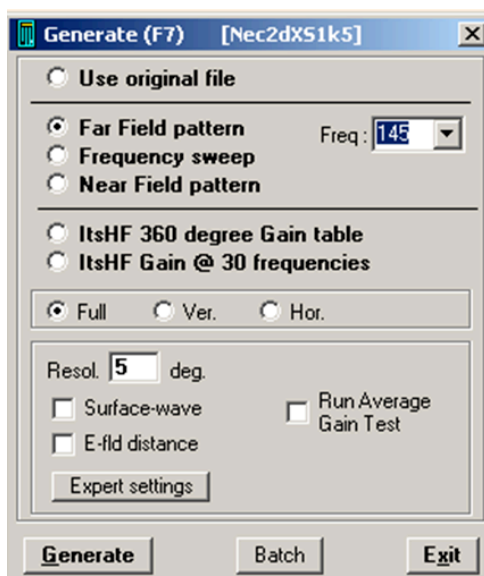 Generate (F7) [Nec2dXS1k5]
Use original file
Far Field pattern Freq : 145
Frequency sweep
Near Field pattern
ItsHF 360 degree Gain table
ItsHF Gain @ 30 frequencies
Full Ver. Hor.
Resol. 5 deg.
Surface-wave
E-fld distance
Run Average
Gain Test
Expert settings
Generate Batch Exit